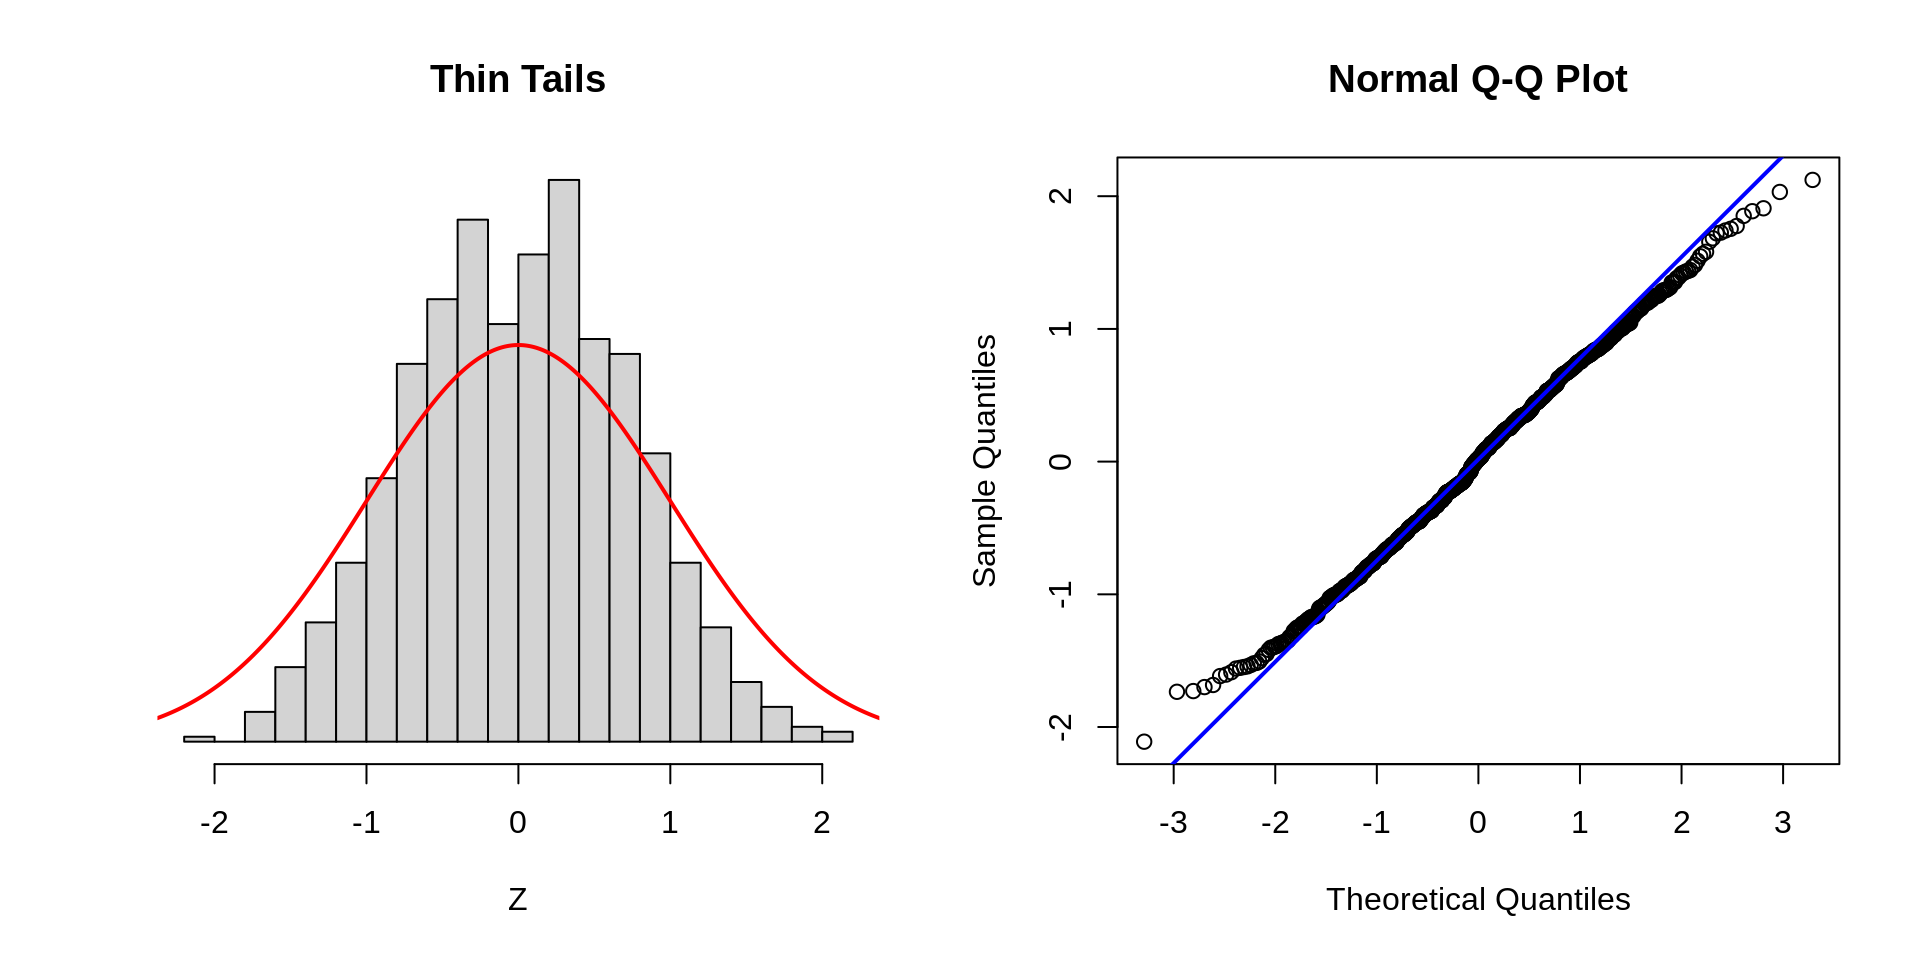 Thin Tails
-2 -1 0 1 2
Z
Normal Q-Q Plot
Sample Quantiles
2
1
0
-1
-2
-3 -2 -1 0 1 2 3
Theoretical Quantiles